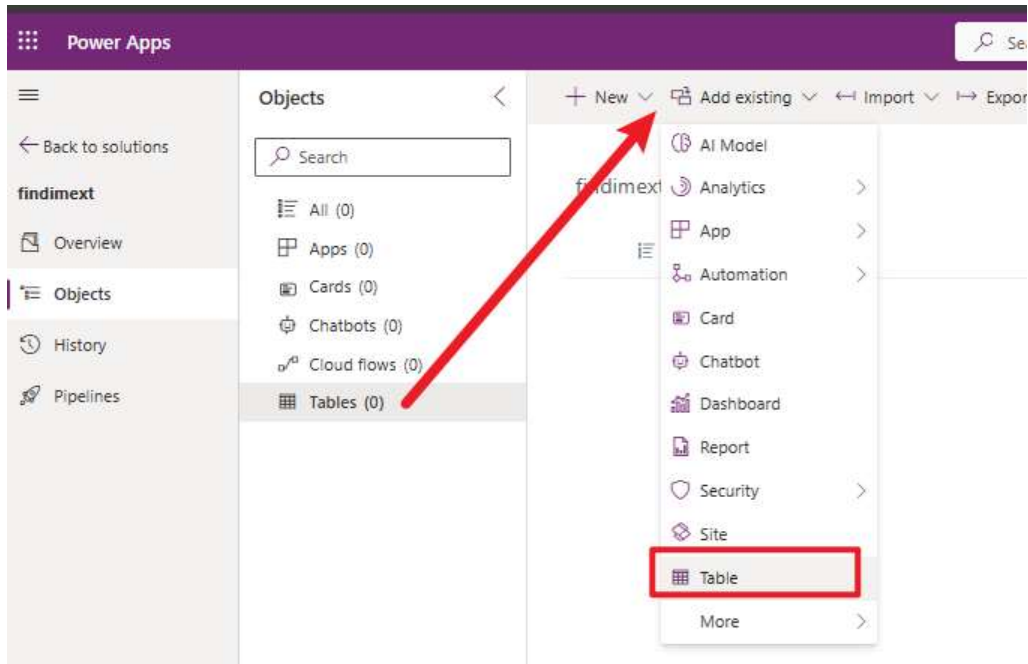 Power Apps
Sea
Back to solutions
findimext
Overview
Objects
History
Pipelines
Objects
Search
All (0)
Apps (0)
Cards (0)
Chatbots (0)
Cloud flows (0)
Tables (0)
New
Add existing
Import
Expor
findimext
AI Model
Analytics
App
Automation
Card
Chatbot
Dashboard
Report
Security
Site
Table
More